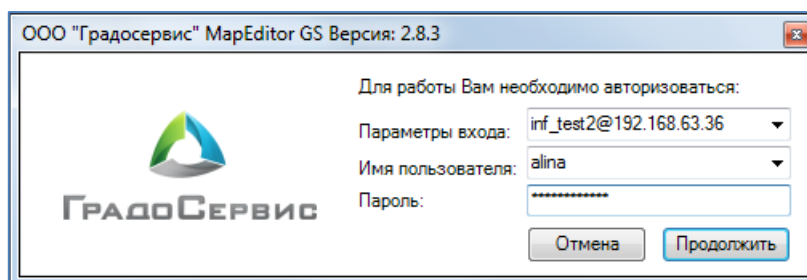 ООО "Градосервис" MapEditor GS Версия: 2.8.3
Для работы Вам необходимо авторизоваться:
Параметры входа: inf_test2@192.168.63.36
Имя пользователя: alina
Пароль: ************
ГрадоСервис
Отмена Продолжить